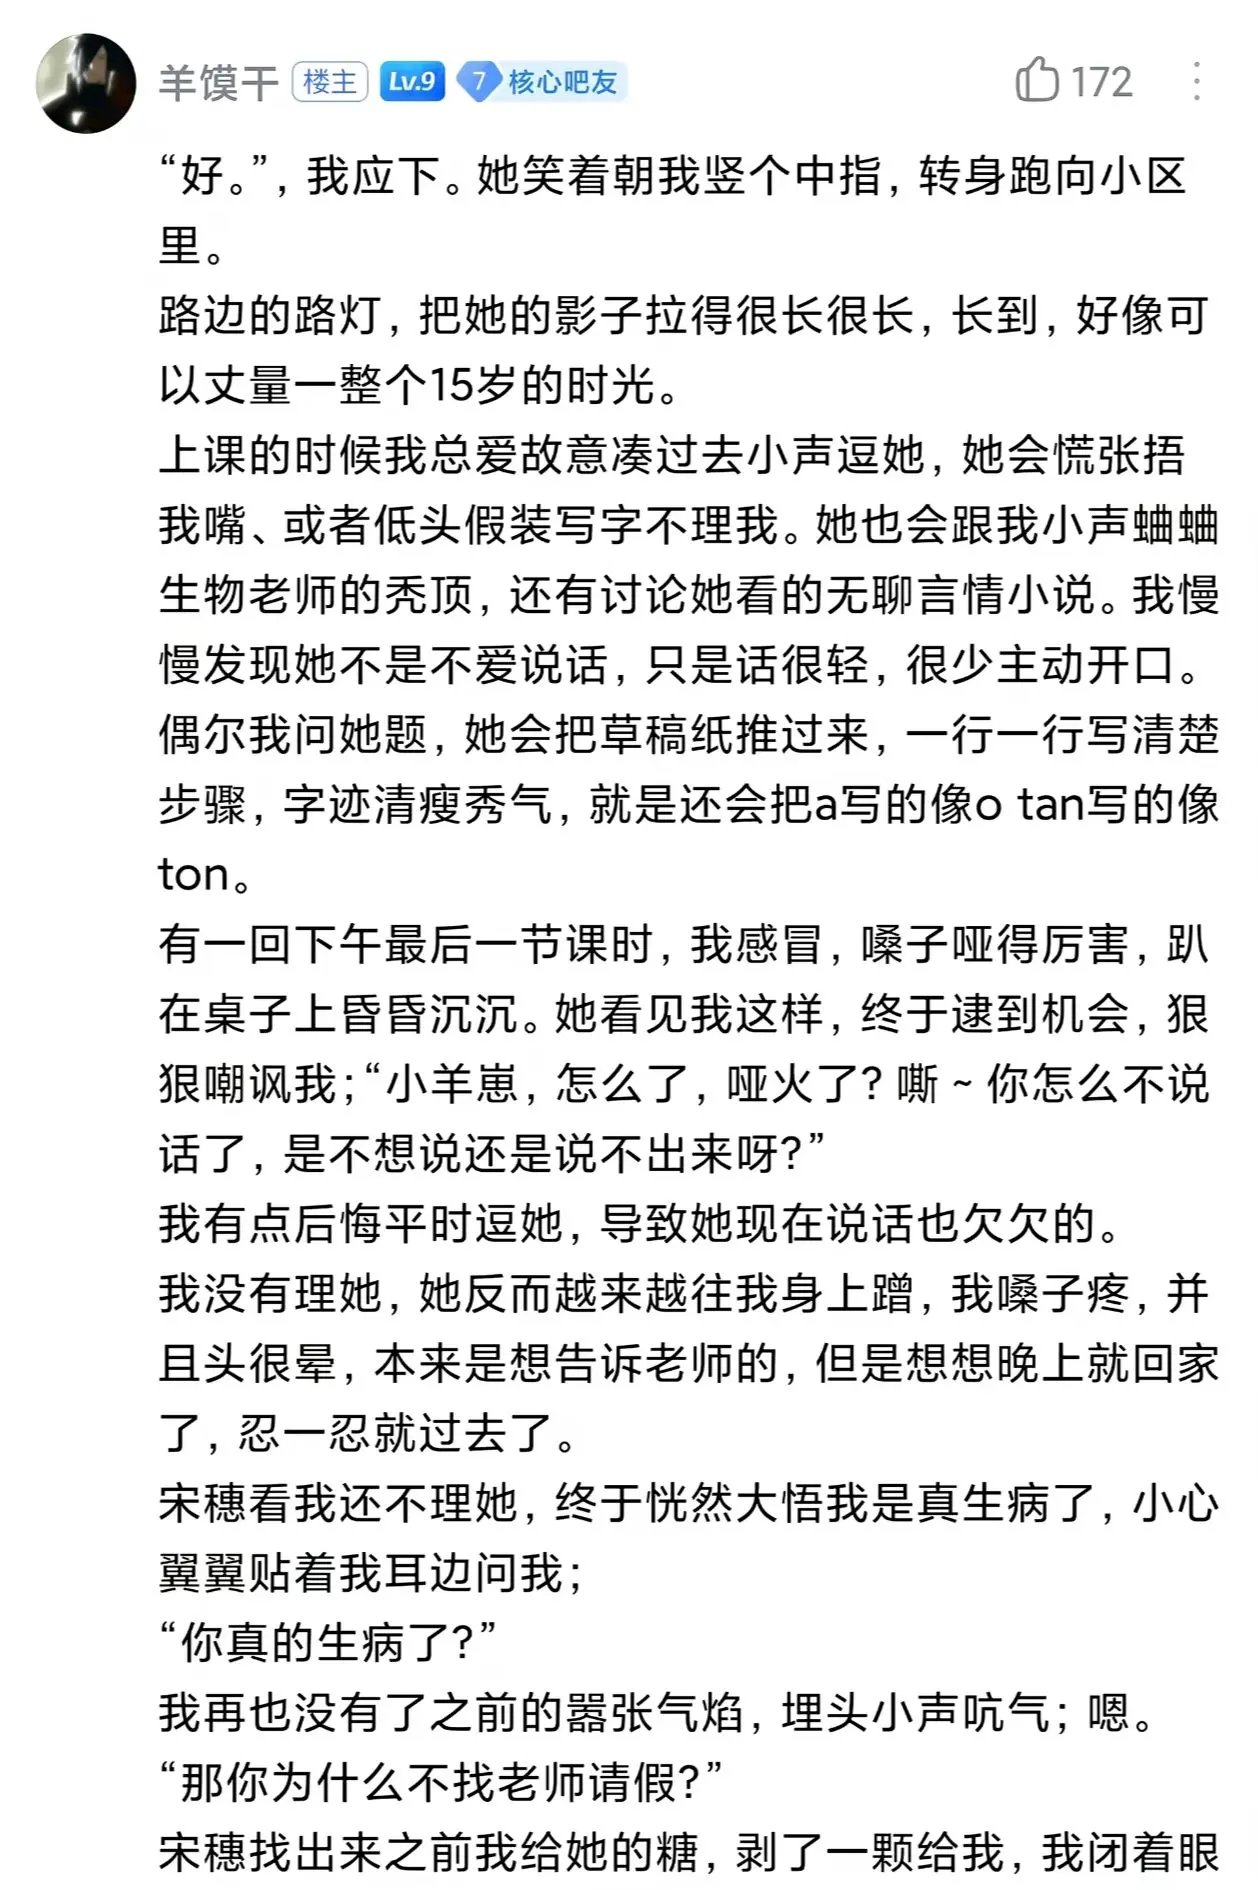 羊馍干 楼主 Lv.9 7 核心吧友 172
“好。”，我应下。她笑着朝我竖个中指，转身跑向小区
里。
路边的路灯，把她的影子拉得很长很长，长到，好像可
以丈量一整个15岁的时光。
上课的时候我总爱故意凑过去小声逗她，她会慌张捂
我嘴、或者低头假装写字不理我。她也会跟我小声蛐蛐
生物老师的秃顶，还有讨论她看的无聊言情小说。我慢
慢发现她不是不爱说话，只是话很轻，很少主动开口。
偶尔我问她题，她会把草稿纸推过来，一行一行写清楚
步骤，字迹清瘦秀气，就是还会把a写的像o tan写的像
ton。
有一回下午最后一节课时，我感冒，嗓子哑得厉害，趴
在桌子上昏昏沉沉。她看见我这样，终于逮到机会，狠
狠嘲讽我；“小羊崽，怎么了，哑火了？嘶～你怎么不说
话了，是不想说还是说不出来呀？”
我有点后悔平时逗她，导致她现在说话也欠欠的。
我没有理她，她反而越来越往我身上蹭，我嗓子疼，并
且头很晕，本来是想告诉老师的，但是想想晚上就回家
了，忍一忍就过去了。
宋穗看我还不理她，终于恍然大悟我是真生病了，小心
翼翼贴着我耳边问我；
“你真的生病了？”
我再也没有了之前的嚣张气焰，埋头小声吭气；嗯。
“那你为什么不找老师请假？”
宋穗找出来之前我给她的糖，剥了一颗给我，我闭着眼